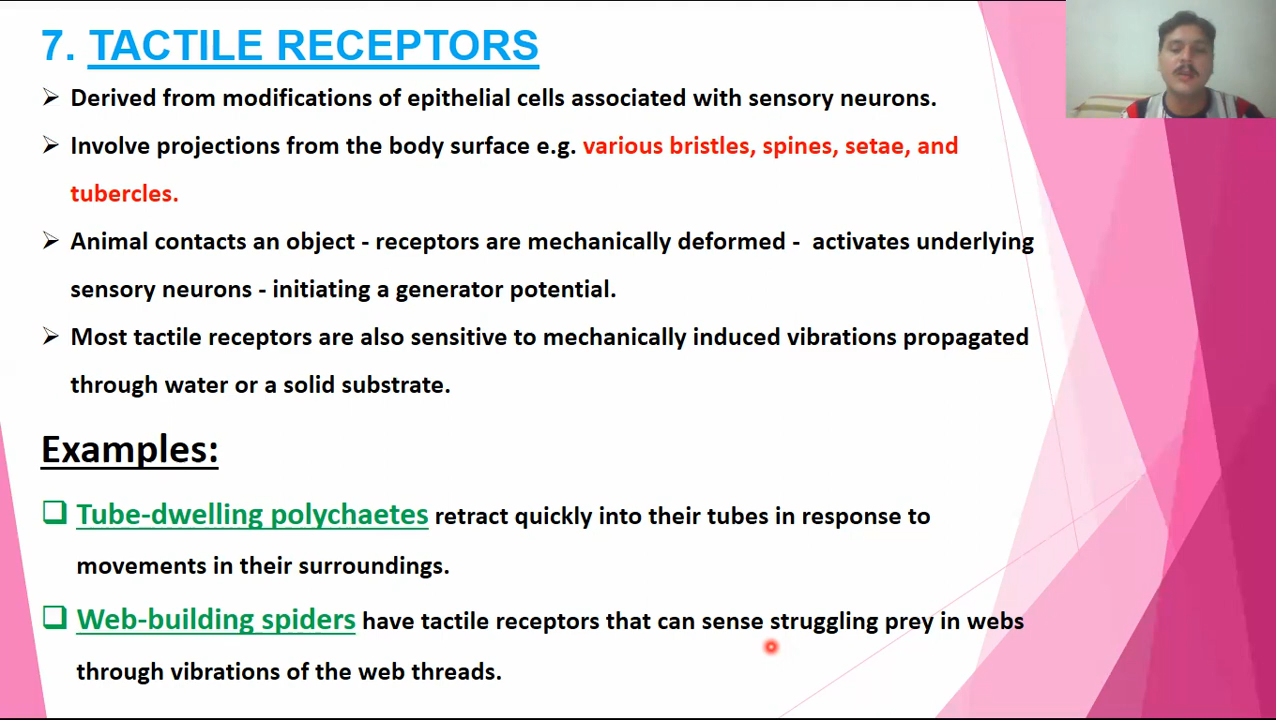 7. TACTILE RECEPTORS
Derived from modifications of epithelial cells associated with sensory neurons.
Involve projections from the body surface e.g. various bristles, spines, setae, and
tubercles.
Animal contacts an object - receptors are mechanically deformed - activates underlying
sensory neurons - initiating a generator potential.
Most tactile receptors are also sensitive to mechanically induced vibrations propagated
through water or a solid substrate.
Examples:
Tube-dwelling polychaetes retract quickly into their tubes in response to
movements in their surroundings.
Web-building spiders have tactile receptors that can sense struggling prey in webs
through vibrations of the web threads.